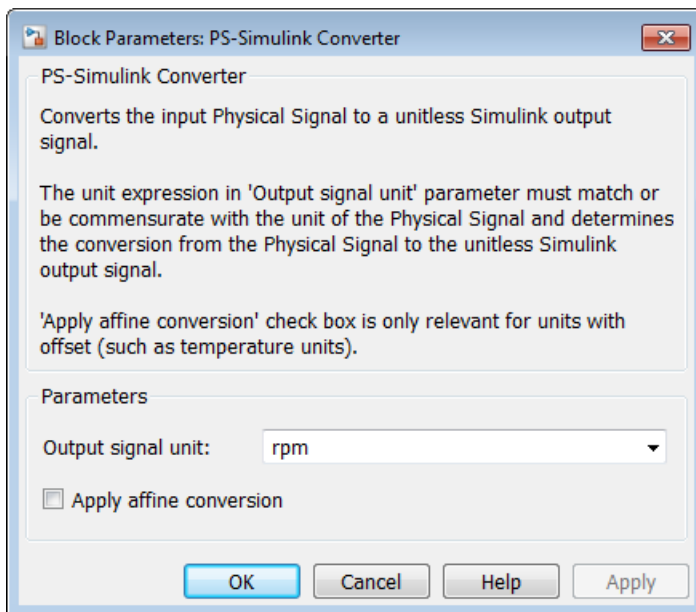 Block Parameters: PS-Simulink Converter
PS-Simulink Converter
Converts the input Physical Signal to a unitless Simulink output
signal.
The unit expression in 'Output signal unit' parameter must match or
be commensurate with the unit of the Physical Signal and determines
the conversion from the Physical Signal to the unitless Simulink
output signal.
'Apply affine conversion' check box is only relevant for units with
offset (such as temperature units).
Parameters
Output signal unit: rpm
Apply affine conversion
OK Cancel Help Apply